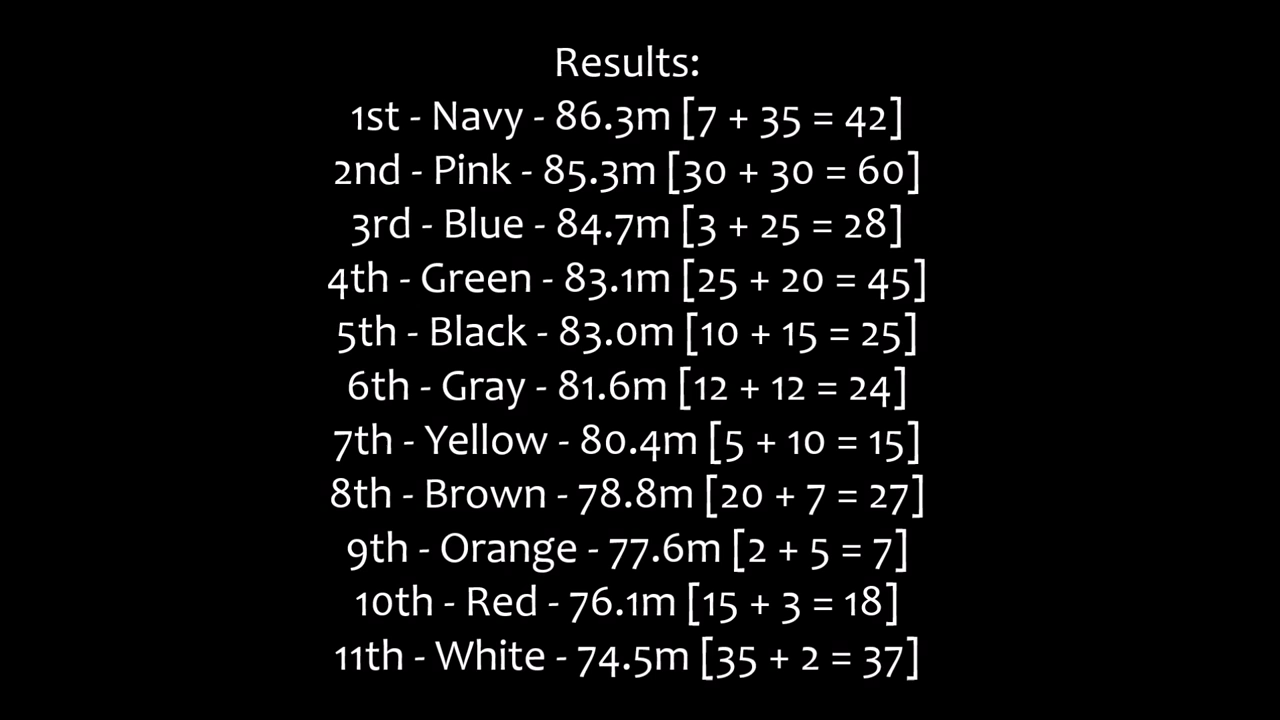 Results:
1st - Navy - 86.3m [7 + 35 = 42]
2nd - Pink - 85.3m [30 + 30 = 60]
3rd - Blue - 84.7m [3 + 25 = 28]
4th - Green - 83.1m [25 + 20 = 45]
5th - Black - 83.0m [10 + 15 = 25]
6th - Gray - 81.6m [12 + 12 = 24]
7th - Yellow - 80.4m [5 + 10 = 15]
8th - Brown - 78.8m [20 + 7 = 27]
9th - Orange - 77.6m [2 + 5 = 7]
10th - Red - 76.1m [15 + 3 = 18]
11th - White - 74.5m [35 + 2 = 37]